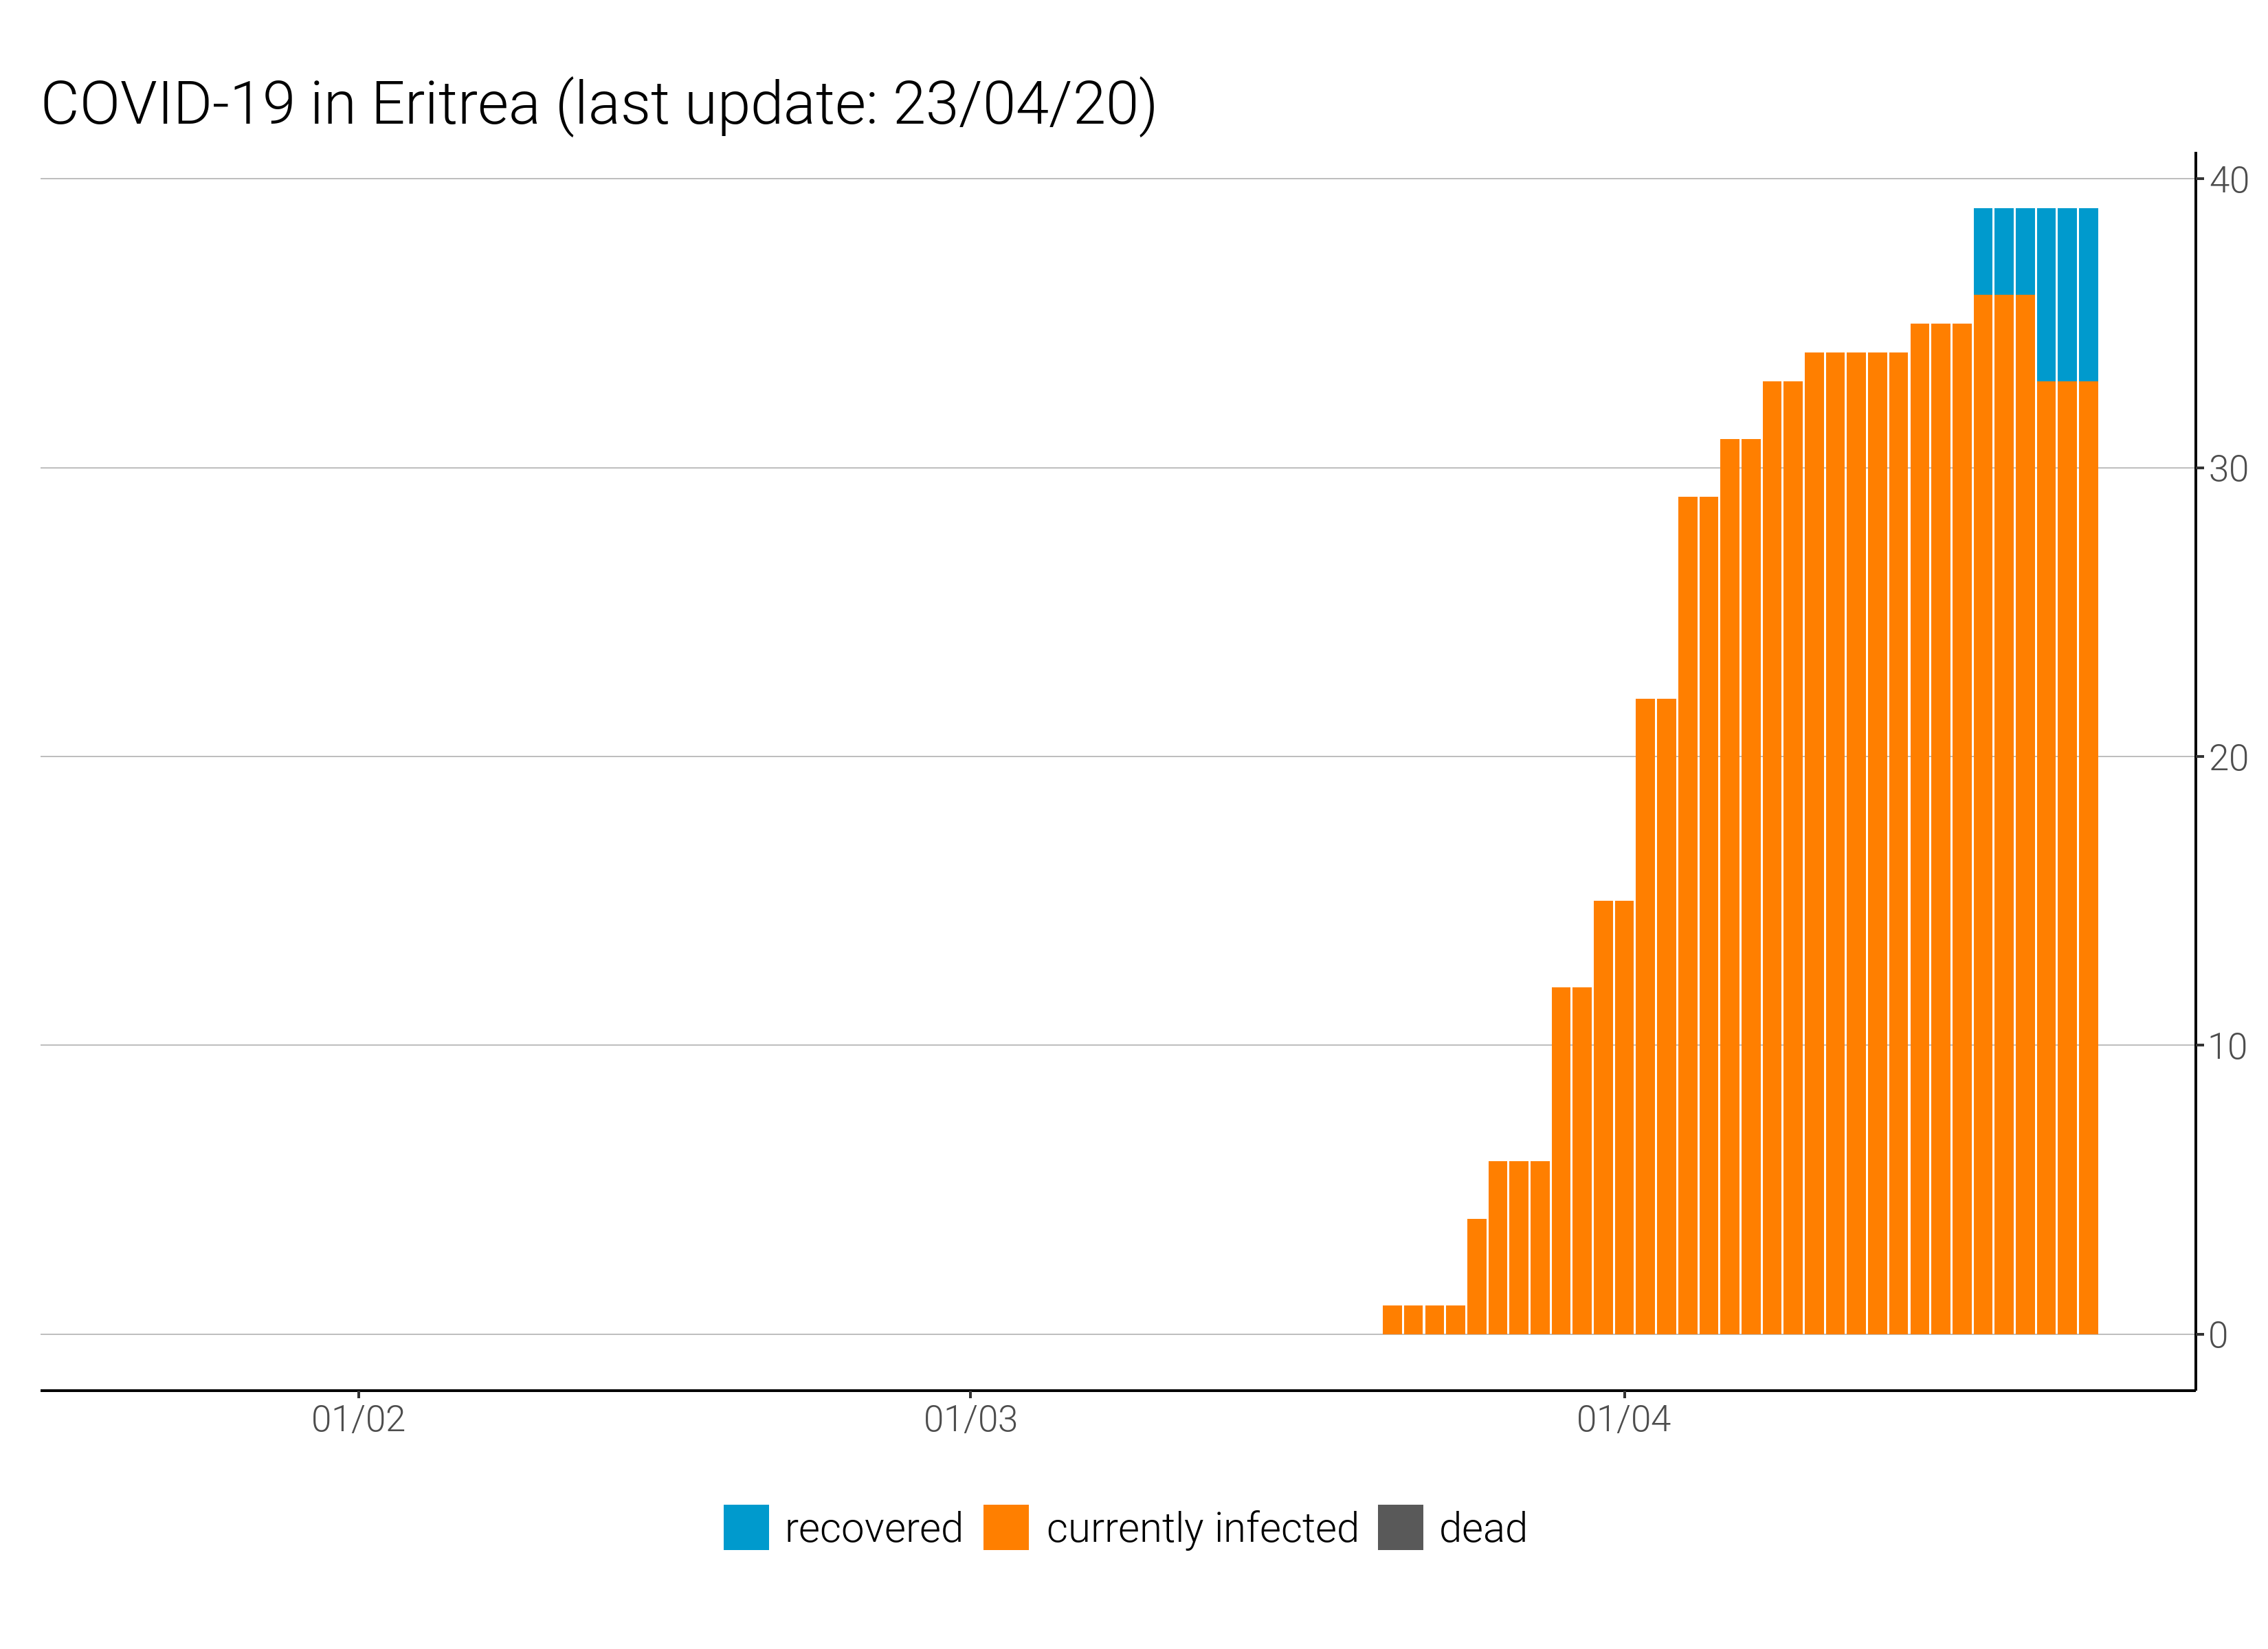 COVID-19 in Eritrea (last update: 23/04/20)
40
30
20
10
0
01/02 01/03 01/04
recovered currently infected dead